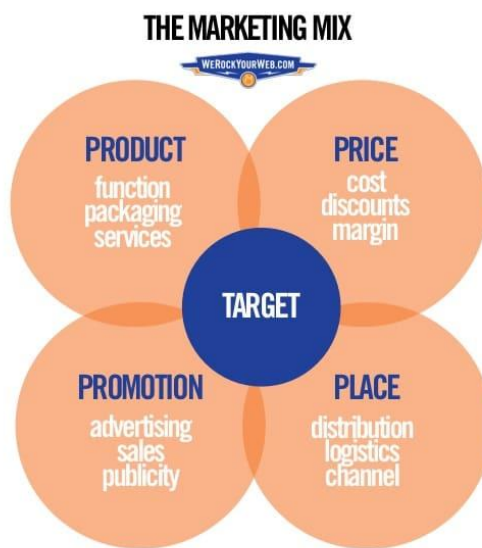 THE MARKETING MIX
WEROCKYOURWEB.COM
PRODUCT
function
packaging
services
PRICE
cost
discounts
margin
TARGET
PROMOTION
advertising
sales
publicity
PLACE
distribution
logistics
channel